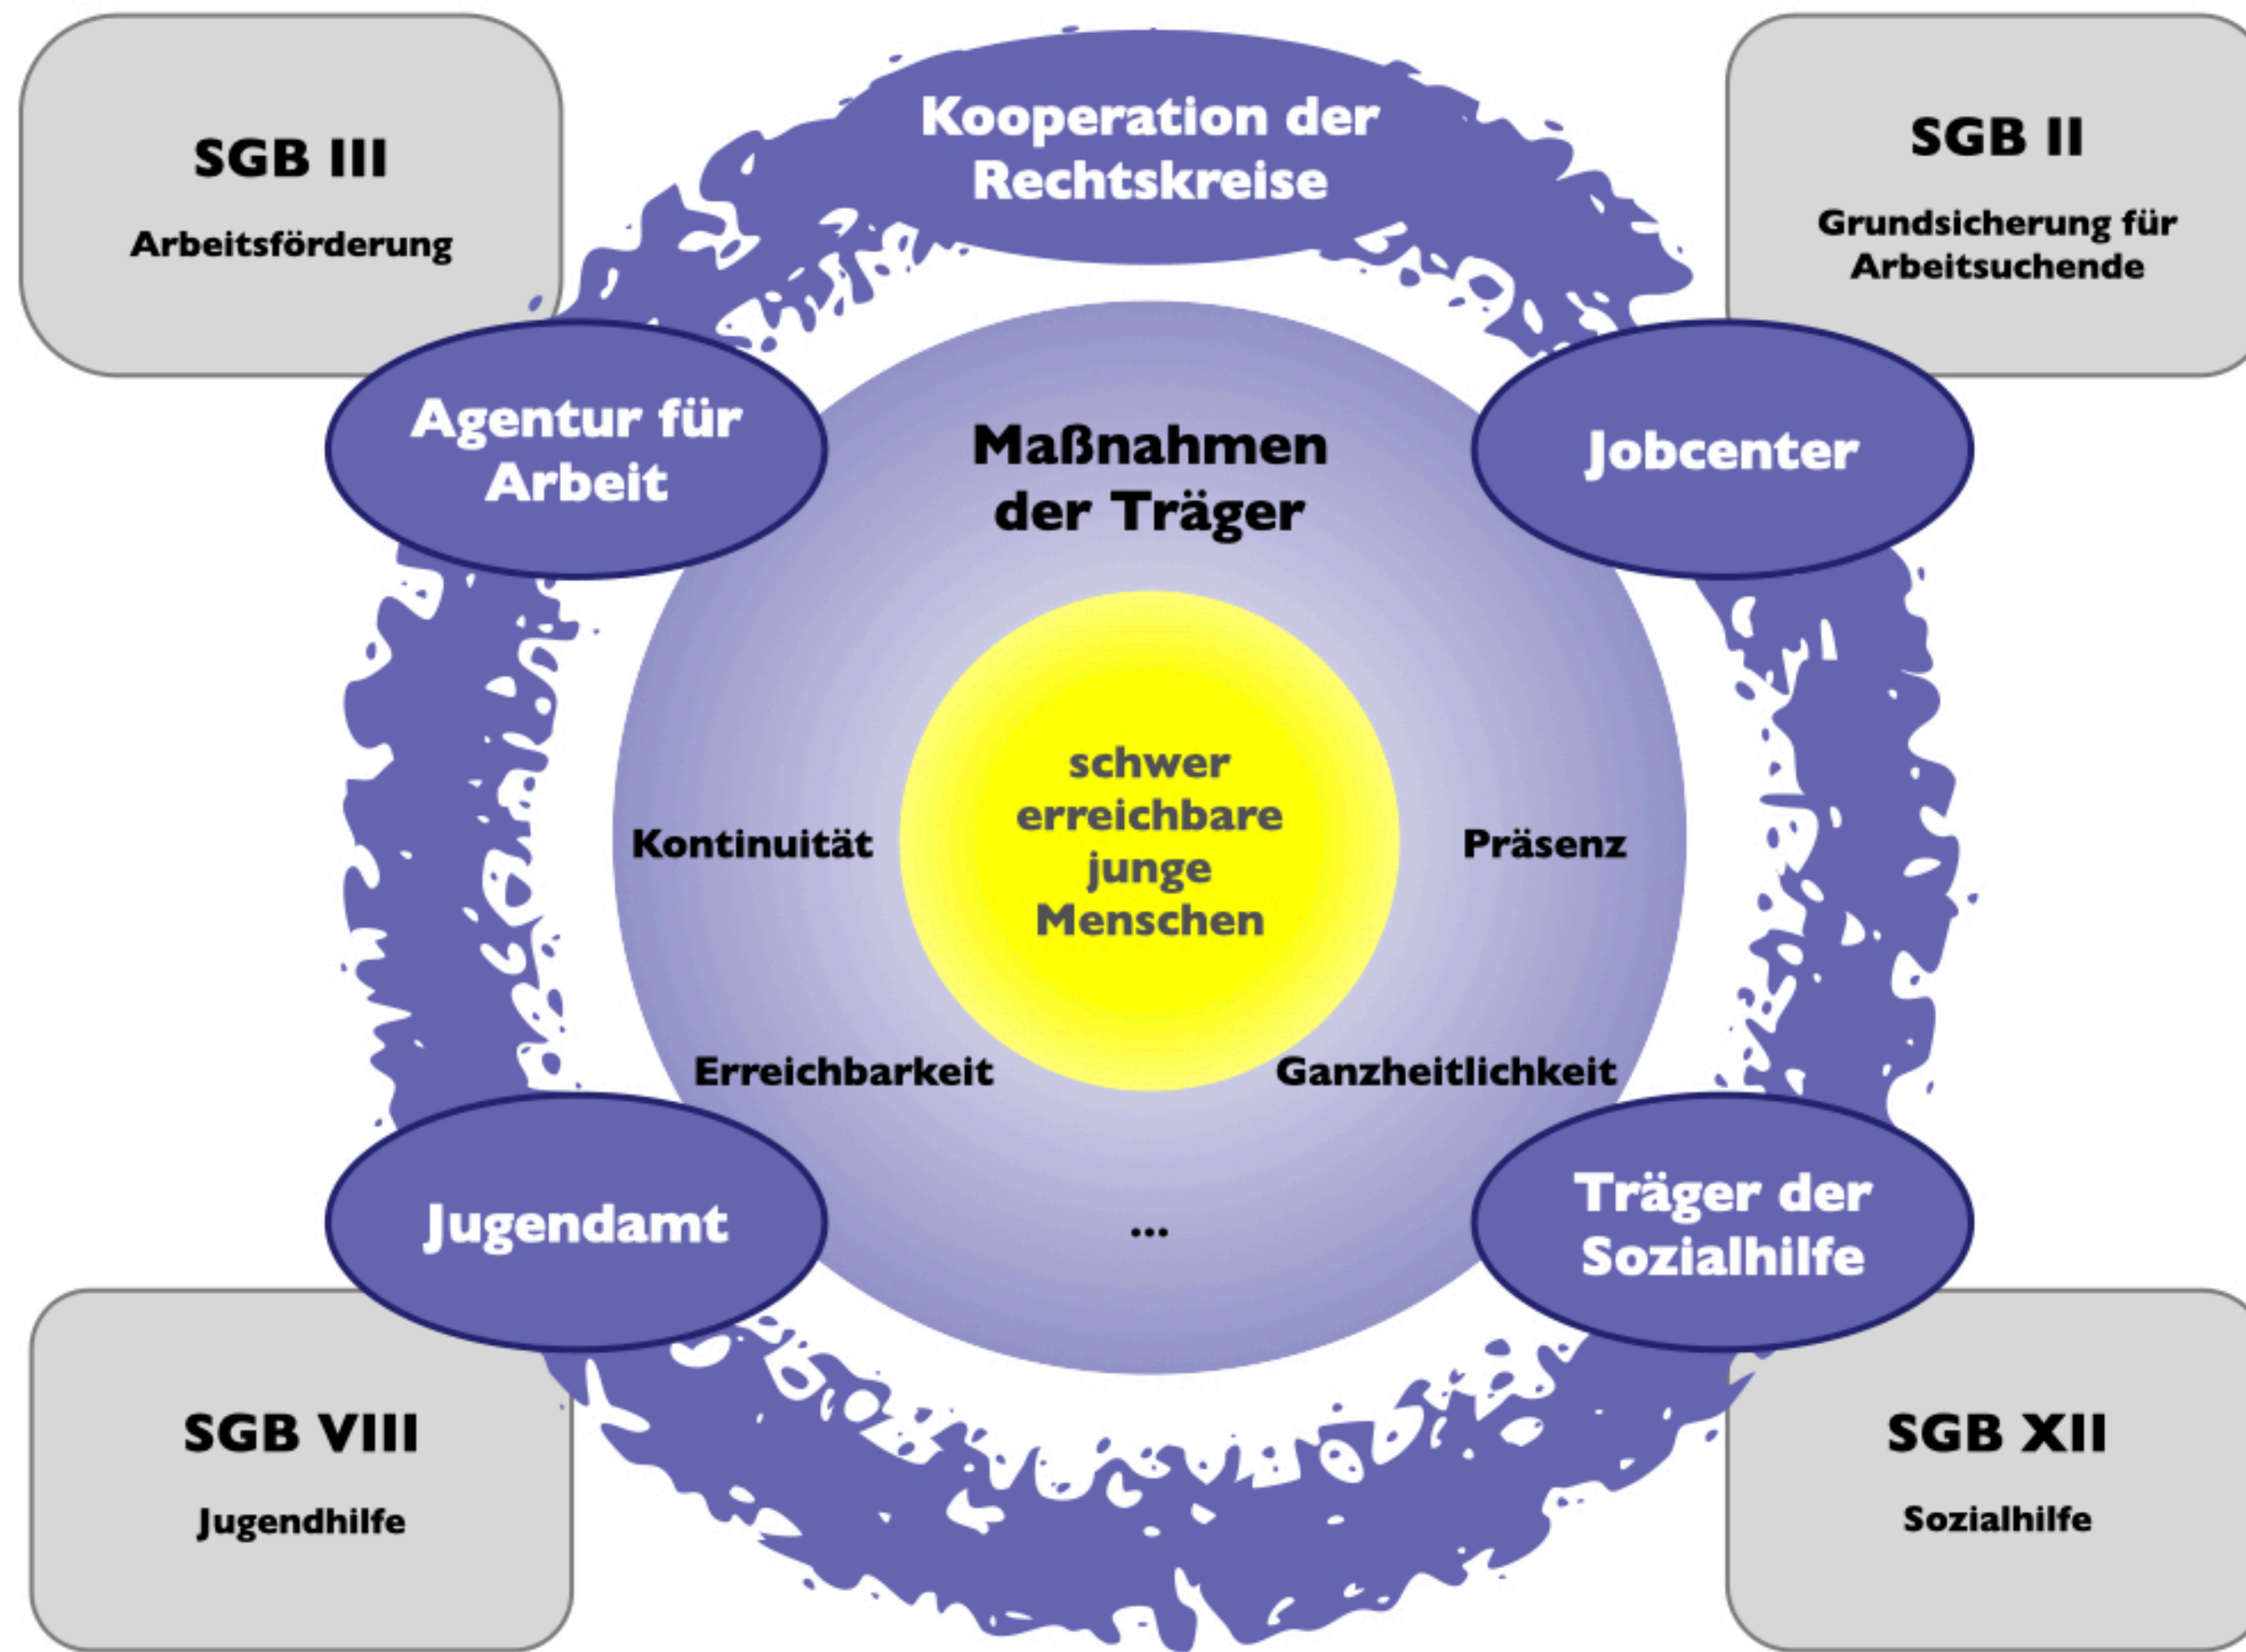 SGB III
Arbeitsförderung
Kooperation der
Rechtskreise
SGB II
Grundsicherung für
Arbeitsuchende
Agentur für
Arbeit
Maßnahmen
der Träger
Jobcenter
schwer
erreichbare
junge
Menschen
Kontinuität
Präsenz
Erreichbarkeit
Ganzheitlichkeit
...
Jugendamt
Träger der
Sozialhilfe
SGB VIII
Jugendhilfe
SGB XII
Sozialhilfe